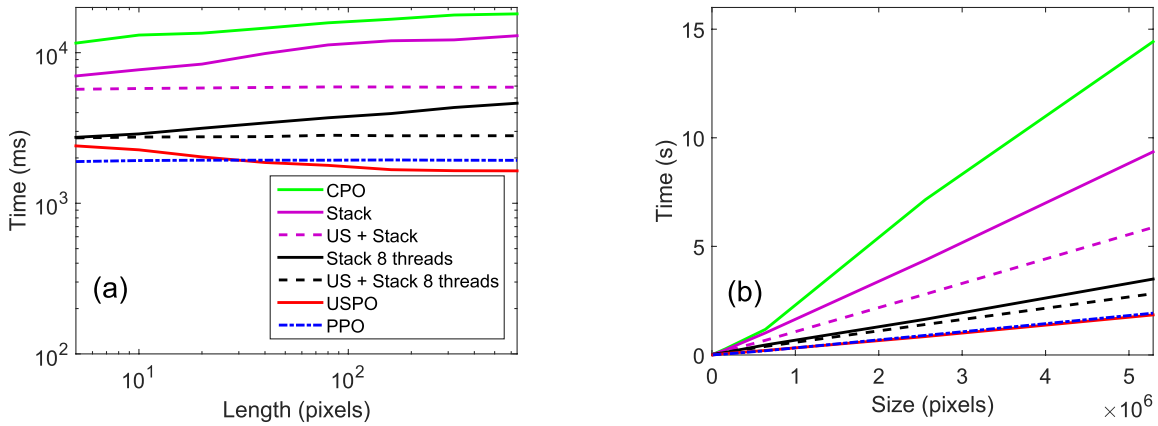 10^4
10^3
10^2
Time (ms)
(a)
CPO
Stack
US + Stack
Stack 8 threads
US + Stack 8 threads
USPO
PPO
10^1
10^2
Length (pixels)
15
10
5
0
Time (s)
(b)
0
1
2
3
4
5
Size (pixels)
× 10^6